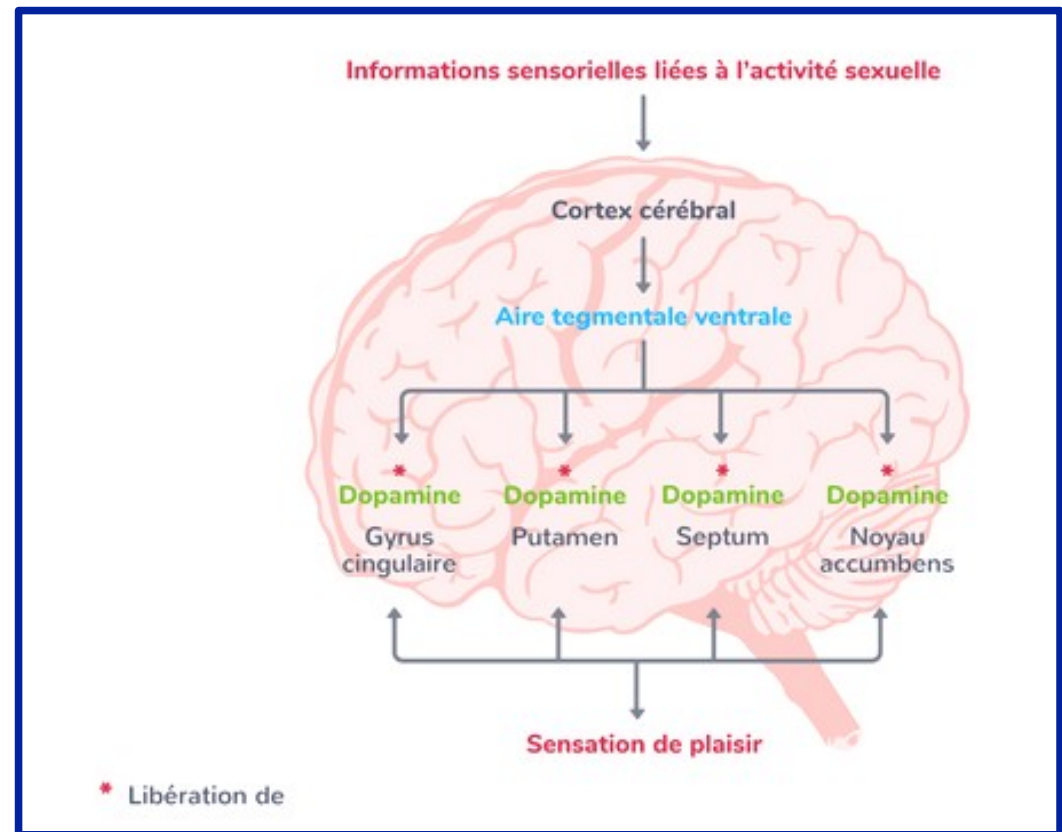 Informations sensorielles liées à l'activité sexuelle
Cortex cérébral
Aire tegmentale ventrale
* * * *
Dopamine Dopamine Dopamine Dopamine
Gyrus cingulaire Putamen Septum Noyau accumbens
Sensation de plaisir
* Libération de